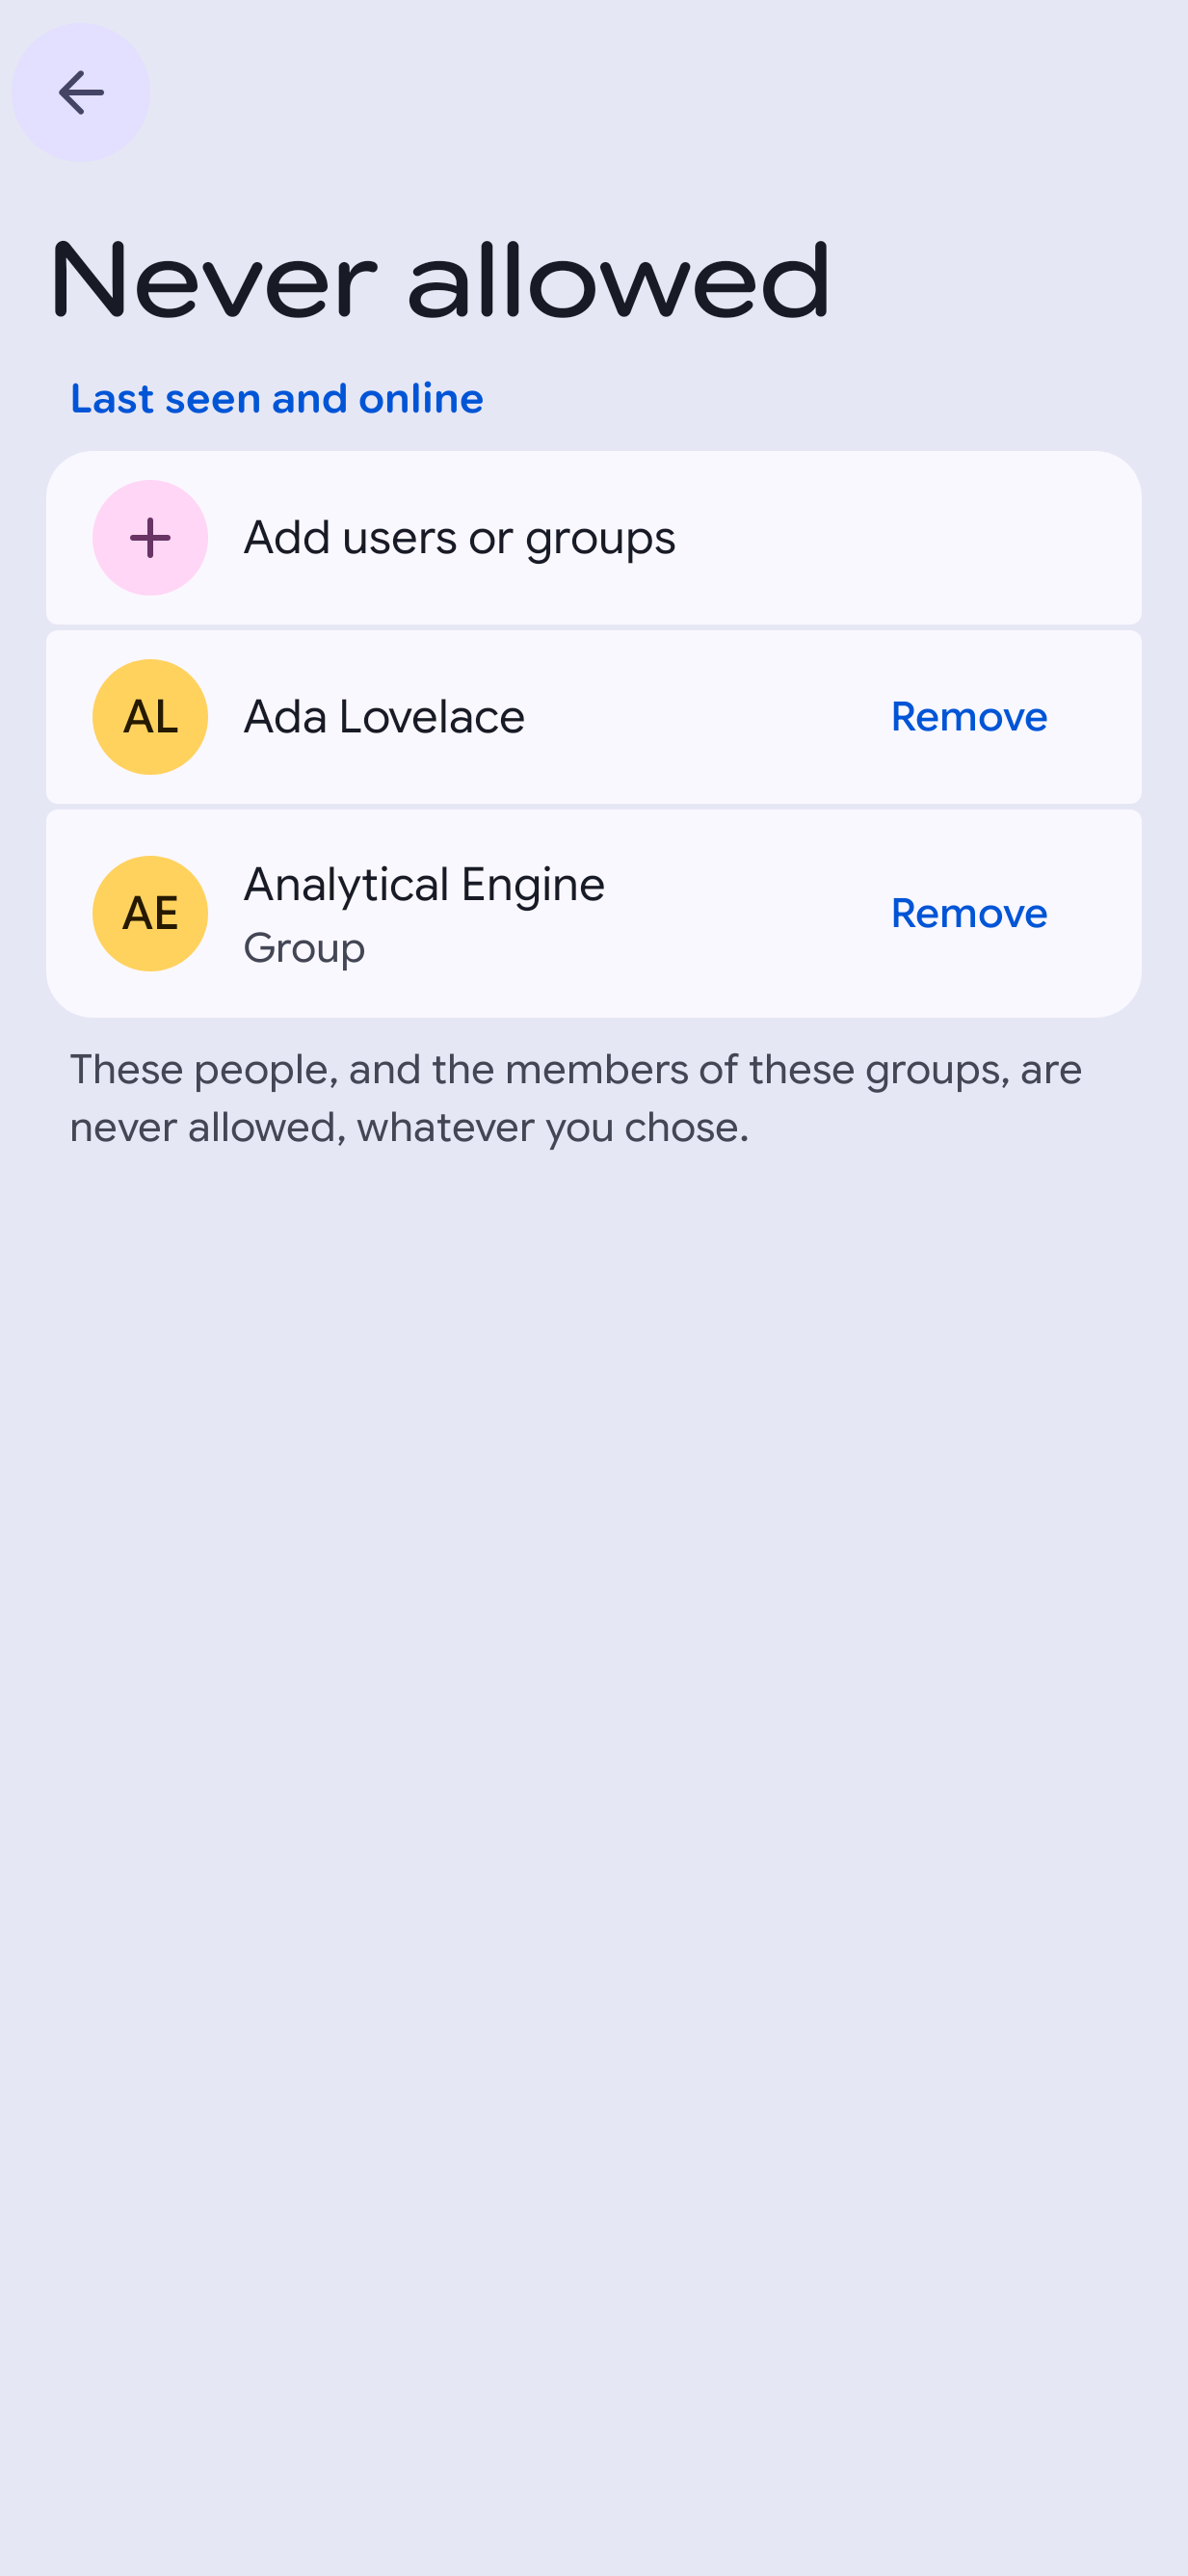 Never allowed
Last seen and online
Add users or groups
AL
Ada Lovelace
Remove
AE
Analytical Engine
Group
Remove
These people, and the members of these groups, are
never allowed, whatever you chose.